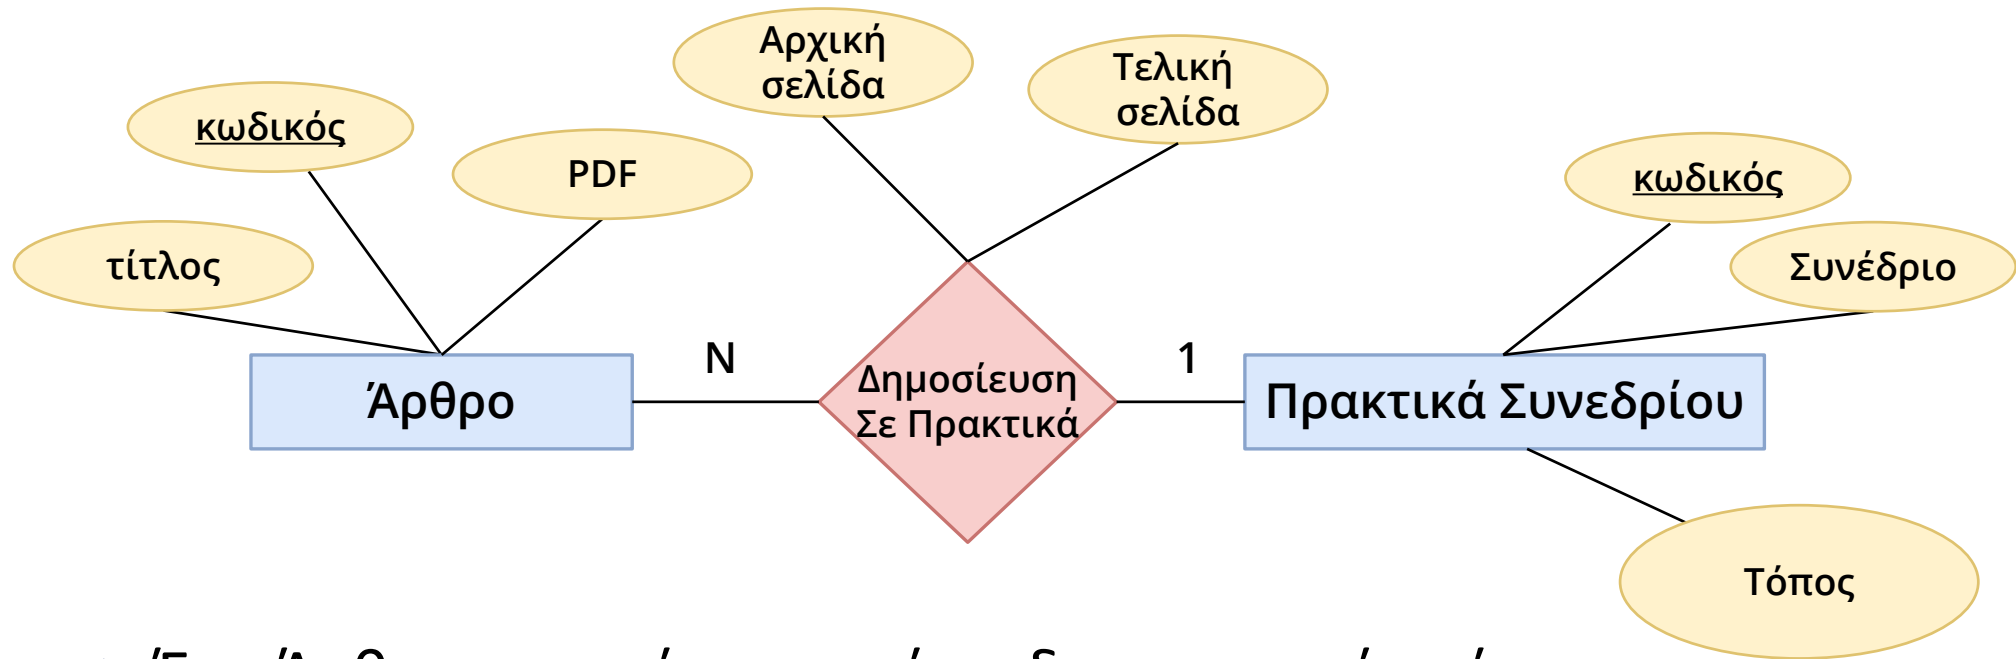 Αρχική
σελίδα
Τελική
σελίδα
κωδικός
PDF
κωδικός
τίτλος
Συνέδριο
N
1
Άρθρο
Δημοσίευση
Σε Πρακτικά
Πρακτικά Συνεδρίου
Τόπος